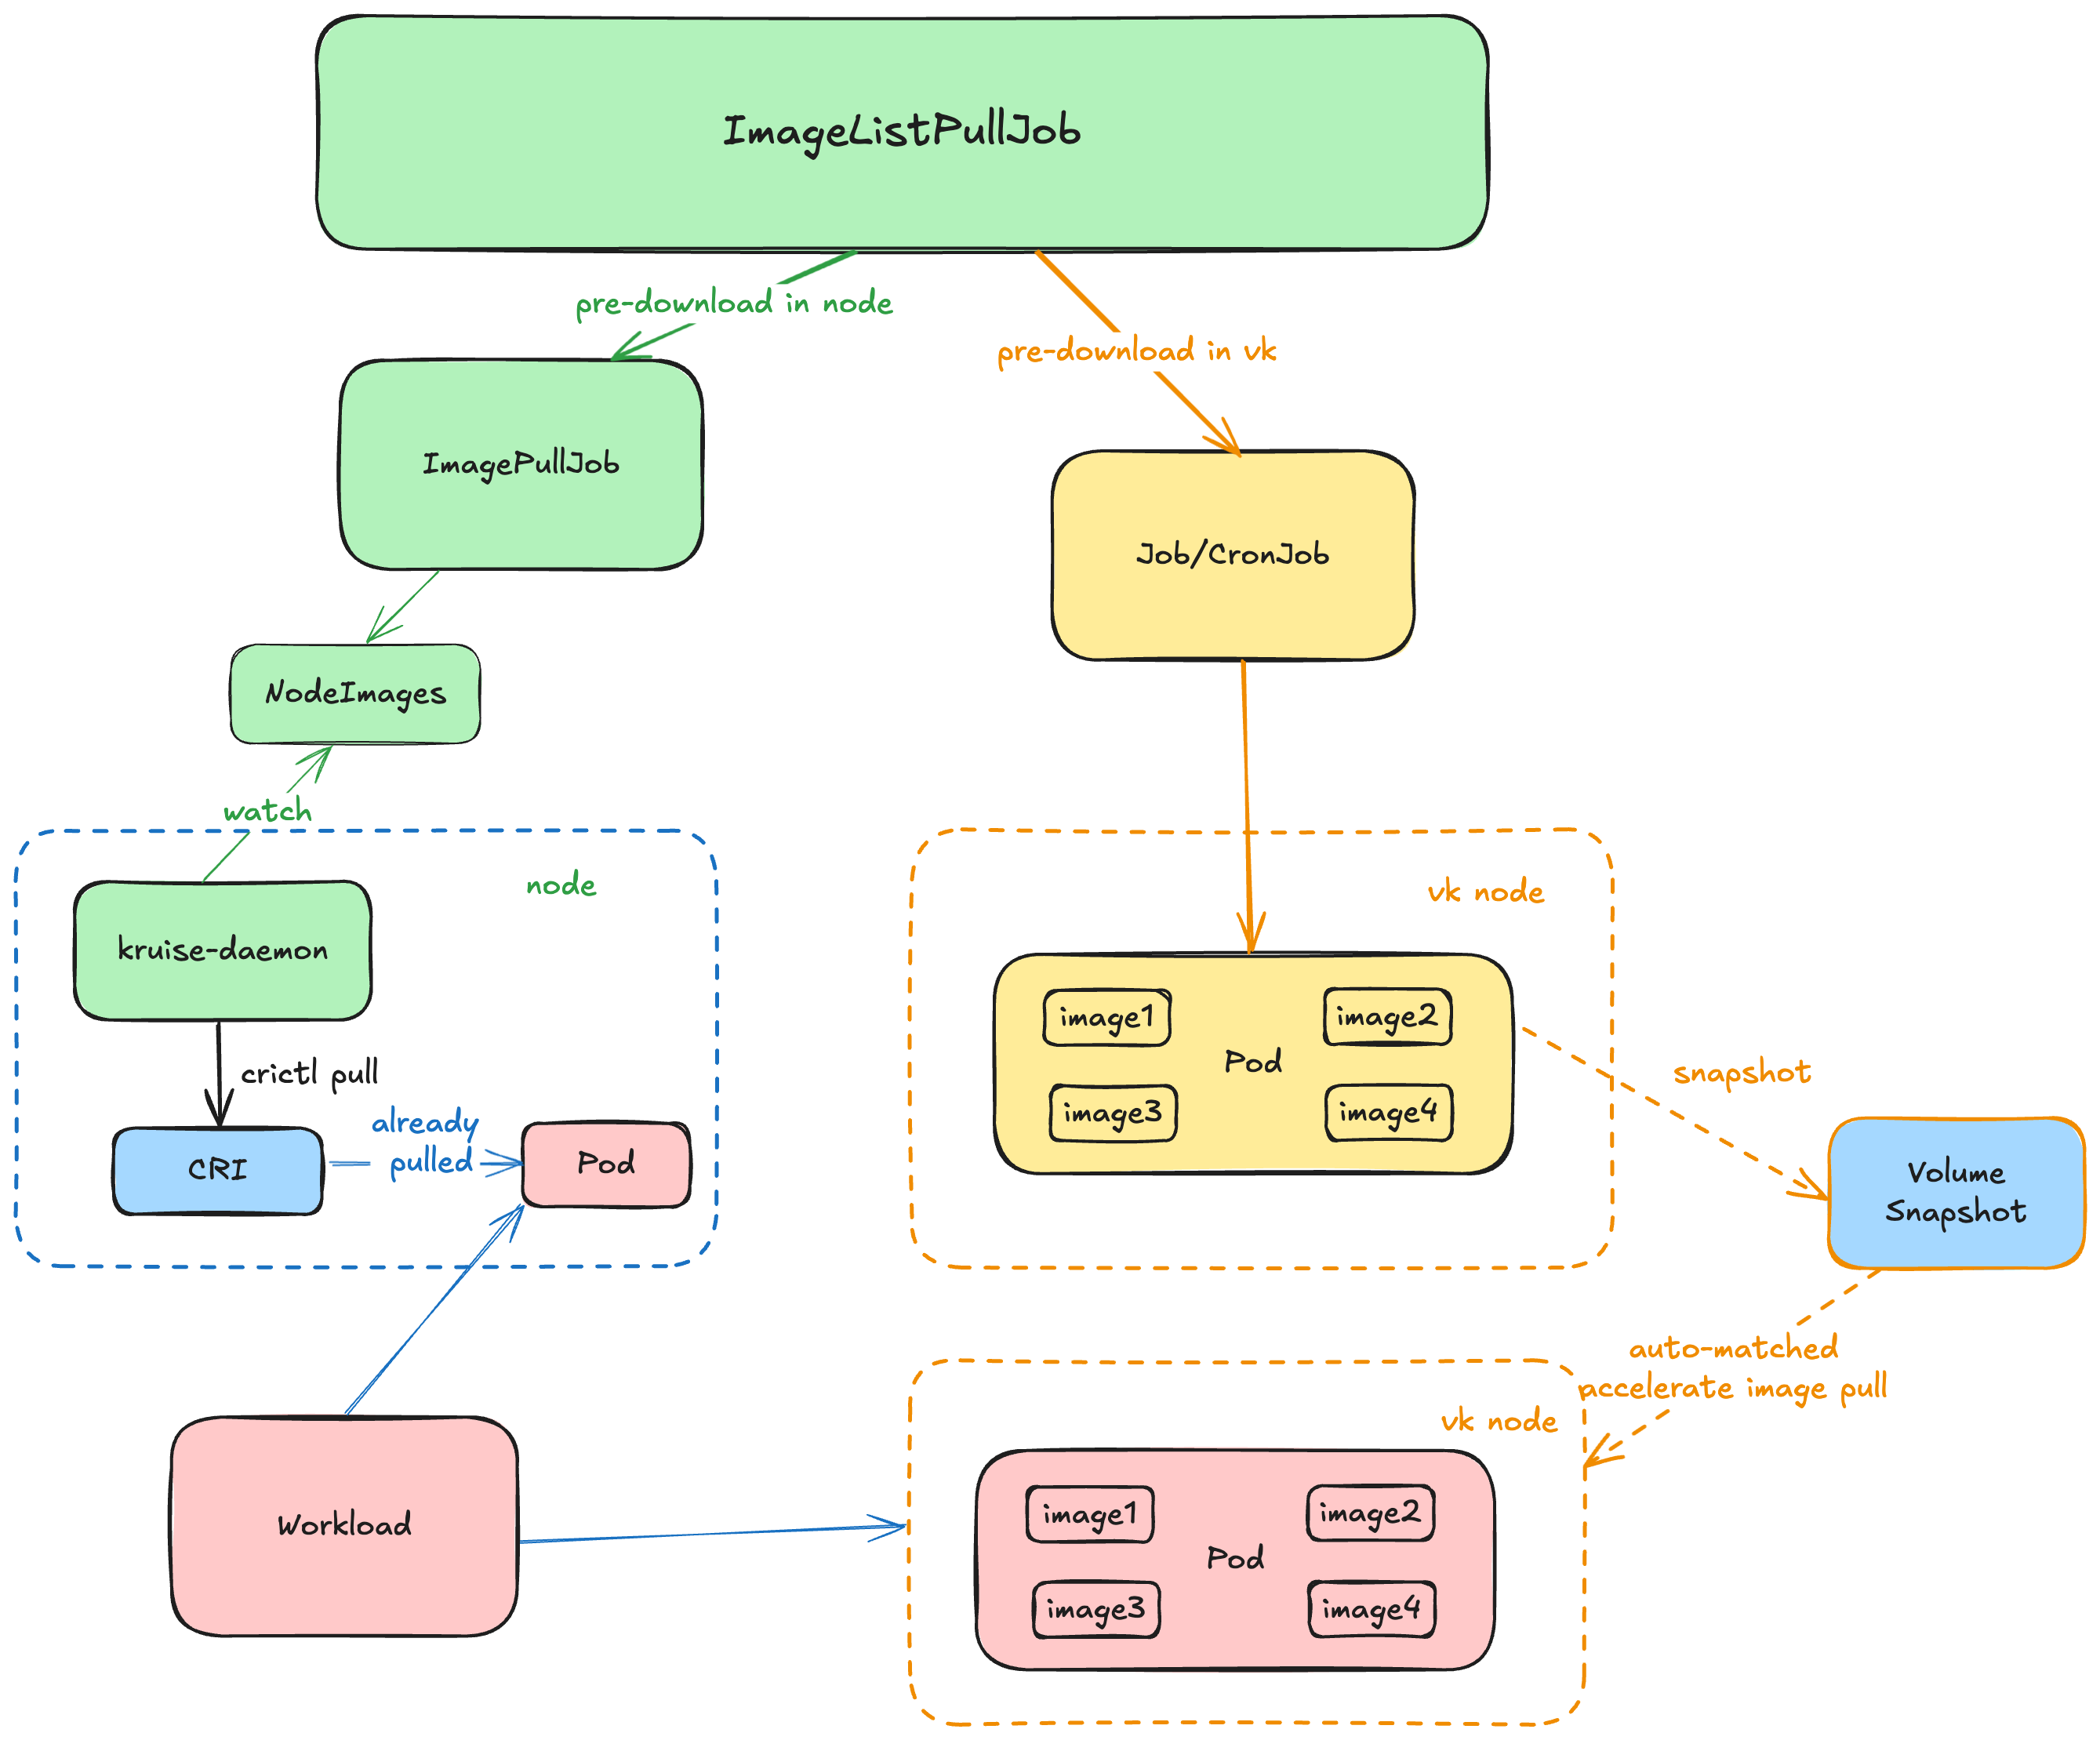 ImageListPullJob
pre-download in node
pre-download in vk
ImagePullJob
Job/CronJob
NodeImages
watch
node
kruise-daemon
crictl pull
CRI
already
pulled
Pod
vk node
image1
image2
Pod
image3
image4
snapshot
Volume
Snapshot
auto-matched
accelerate image pull
Workload
vk node
image1
image2
Pod
image3
image4